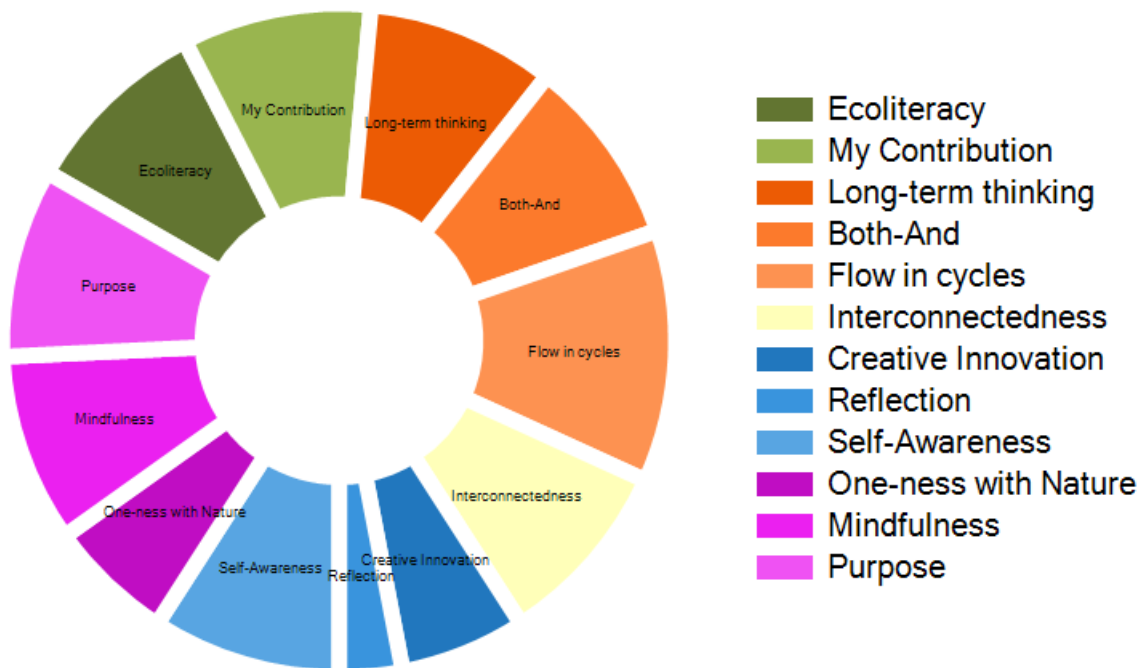 My Contribution
Long-term thinking
Ecoliteracy
Both-And
Purpose
Flow in cycles
Mindfulness
Interconnectedness
One-ness with Nature
Self-Awareness
Reflection
Creative Innovation
Ecoliteracy
My Contribution
Long-term thinking
Both-And
Flow in cycles
Interconnectedness
Creative Innovation
Reflection
Self-Awareness
One-ness with Nature
Mindfulness
Purpose